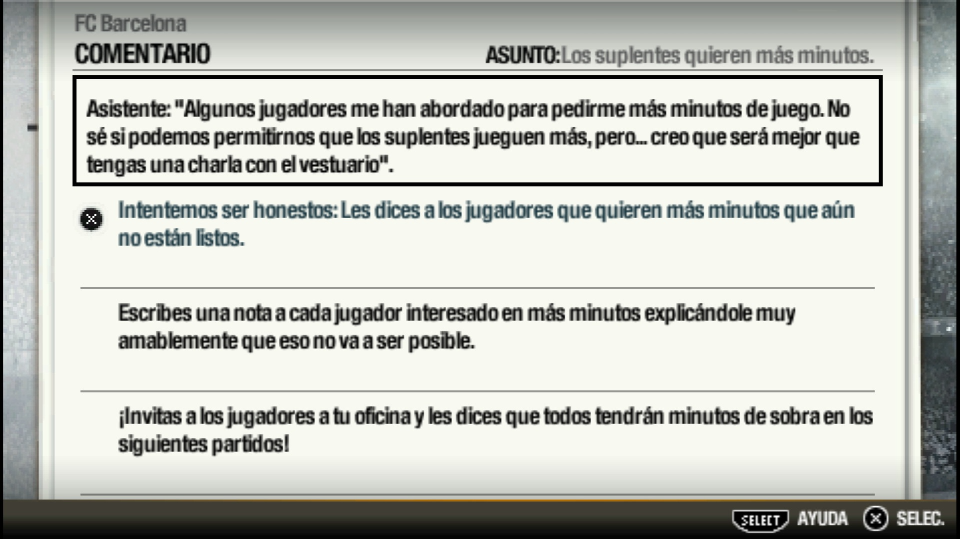 FC Barcelona
COMENTARIO
ASUNTO:Los suplentes quieren más minutos.
Asistente: "Algunos jugadores me han abordado para pedirme más minutos de juego. No
sé si podemos permitirnos que los suplentes jueguen más, pero... creo que será mejor que
tengas una charla con el vestuario".
Intentemos ser honestos: Les dices a los jugadores que quieren más minutos que aún
no están listos.
Escribes una nota a cada jugador interesado en más minutos explicándole muy
amablemente que eso no va a ser posible.
¡Invitas a los jugadores a tu oficina y les dices que todos tendrán minutos de sobra en los
siguientes partidos!
SELECT AYUDA SELEC.